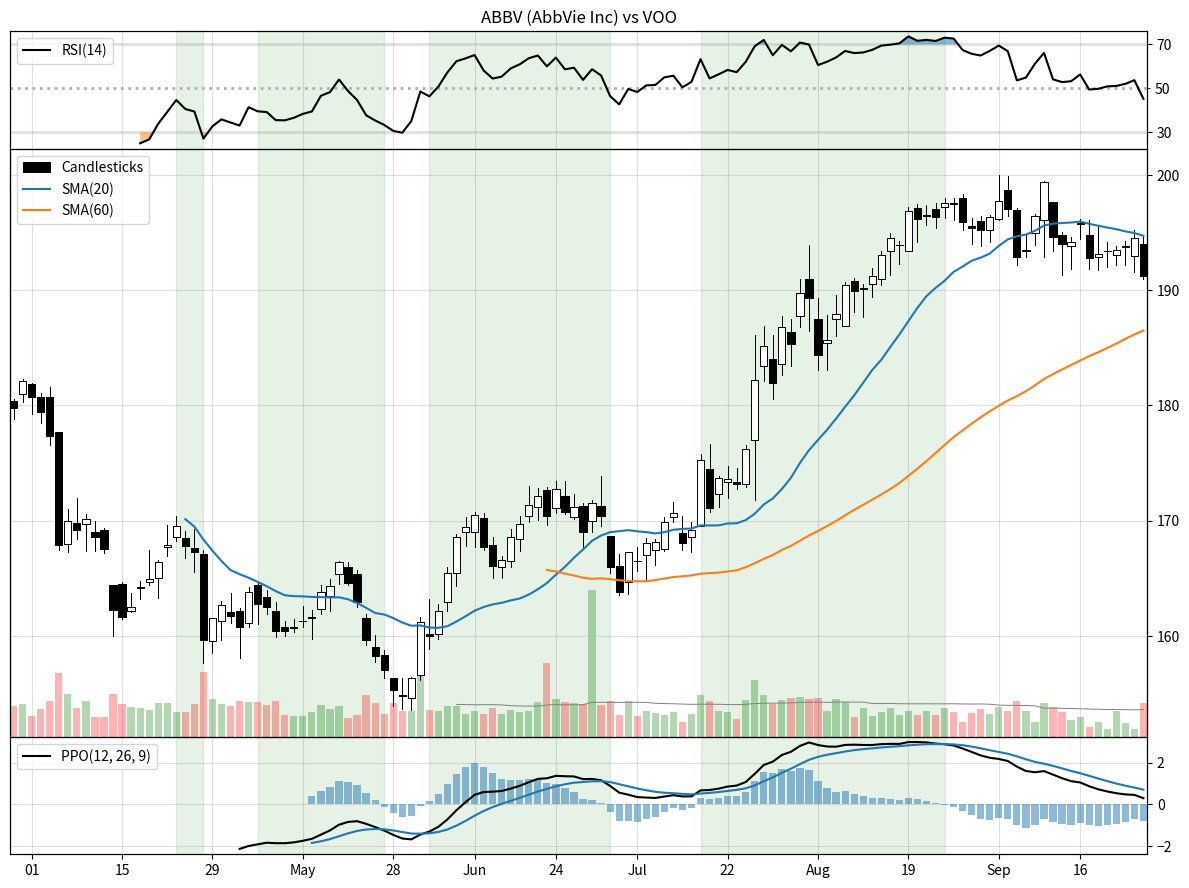 ABBV (AbbVie Inc) vs VOO
RSI(14)
70
50
30
Candlesticks
SMA(20)
SMA(60)
200
190
180
170
160
PPO(12, 26, 9)
2
0
−2
01 15 29 May 28 Jun 24 Jul 22 Aug 19 Sep 16